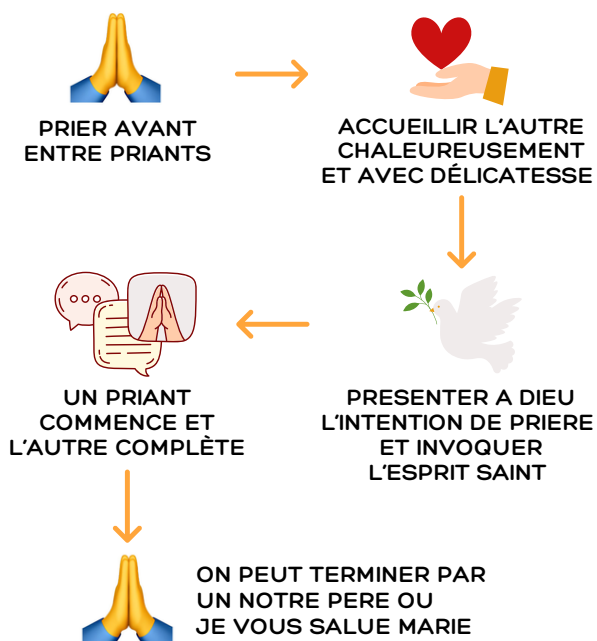 PRIER AVANT
ENTRE PRIANTS
ACCUEILLIR L'AUTRE
CHALEUREUSEMENT
ET AVEC DÉLICATESSE
PRESENTER A DIEU
L'INTENTION DE PRIERE
ET INVOQUER
L'ESPRIT SAINT
UN PRIANT
COMMENCE ET
L'AUTRE COMPLÈTE
ON PEUT TERMINER PAR
UN NOTRE PERE OU
JE VOUS SALUE MARIE